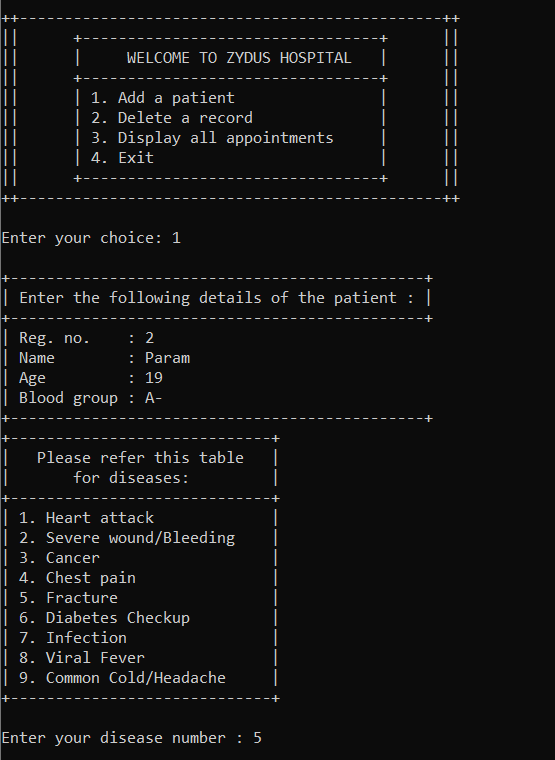 ++-----------------------------------------------++
||      +---------------------------------+      ||
||      |     WELCOME TO ZYDUS HOSPITAL   |      ||
||      +---------------------------------+      ||
||      | 1. Add a patient                |      ||
||      | 2. Delete a record              |      ||
||      | 3. Display all appointments     |      ||
||      | 4. Exit                         |      ||
||      +---------------------------------+      ||
++-----------------------------------------------++
Enter your choice: 1
+----------------------------------------------+
| Enter the following details of the patient : |
+----------------------------------------------+
| Reg. no.    : 2
| Name        : Param
| Age         : 19
| Blood group : A-
+----------------------------------------------+
+-----------------------------+
|   Please refer this table   |
|       for diseases:         |
+-----------------------------+
| 1. Heart attack             |
| 2. Severe wound/Bleeding    |
| 3. Cancer                   |
| 4. Chest pain               |
| 5. Fracture                 |
| 6. Diabetes Checkup         |
| 7. Infection                |
| 8. Viral Fever              |
| 9. Common Cold/Headache     |
+-----------------------------+
Enter your disease number : 5